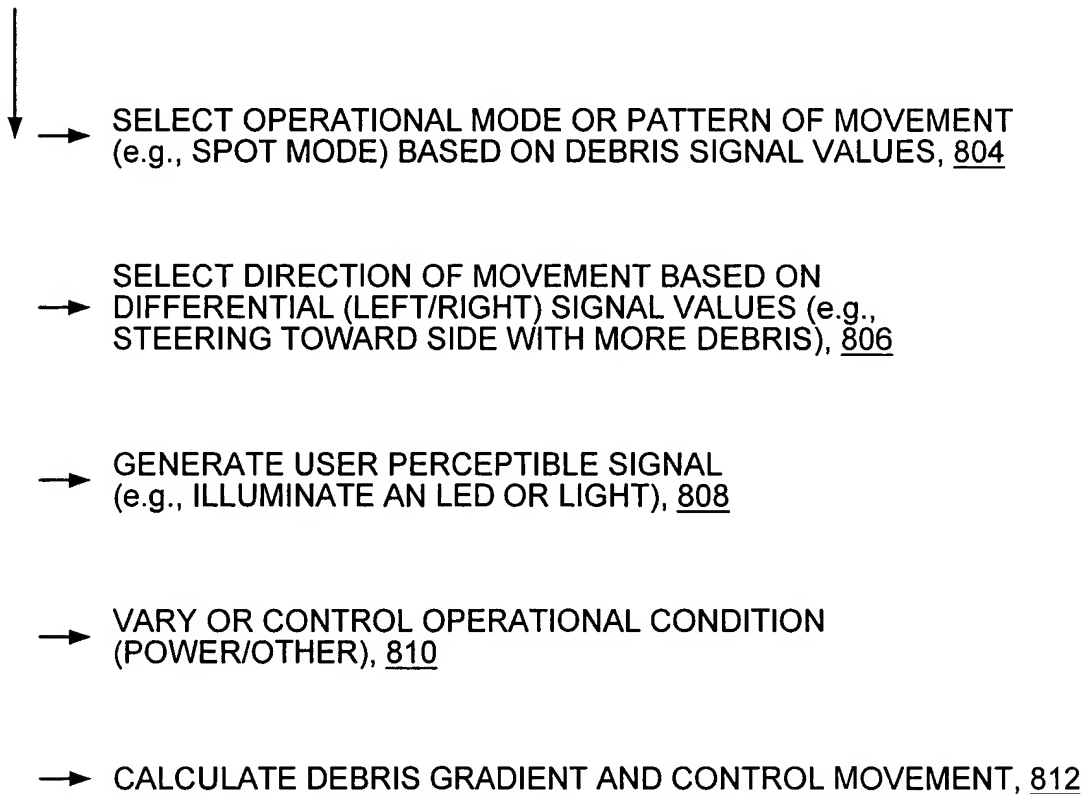 SELECT OPERATIONAL MODE OR PATTERN OF MOVEMENT
(e.g., SPOT MODE) BASED ON DEBRIS SIGNAL VALUES, 804
SELECT DIRECTION OF MOVEMENT BASED ON
DIFFERENTIAL (LEFT/RIGHT) SIGNAL VALUES (e.g.,
STEERING TOWARD SIDE WITH MORE DEBRIS), 806
GENERATE USER PERCEPTIBLE SIGNAL
(e.g., ILLUMINATE AN LED OR LIGHT), 808
VARY OR CONTROL OPERATIONAL CONDITION
(POWER/OTHER), 810
CALCULATE DEBRIS GRADIENT AND CONTROL MOVEMENT, 812